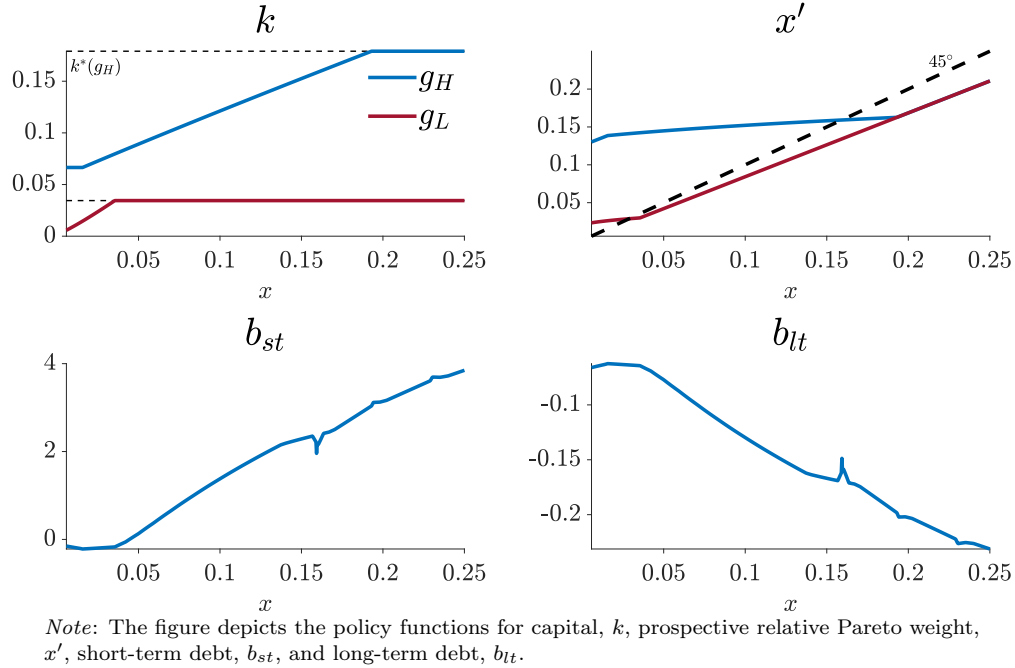 k
x′
k*(g_H)
0.15
0.1
0.05
0
g_H
g_L
0.05 0.1 0.15 0.2 0.25
x
45°
0.2
0.15
0.1
0.05
0.05 0.1 0.15 0.2 0.25
x
b_st
b_lt
4
2
0
0.05 0.1 0.15 0.2 0.25
x
-0.1
-0.15
-0.2
0.05 0.1 0.15 0.2 0.25
x
Note: The figure depicts the policy functions for capital, k, prospective relative Pareto weight,
x′, short-term debt, b_st, and long-term debt, b_lt.